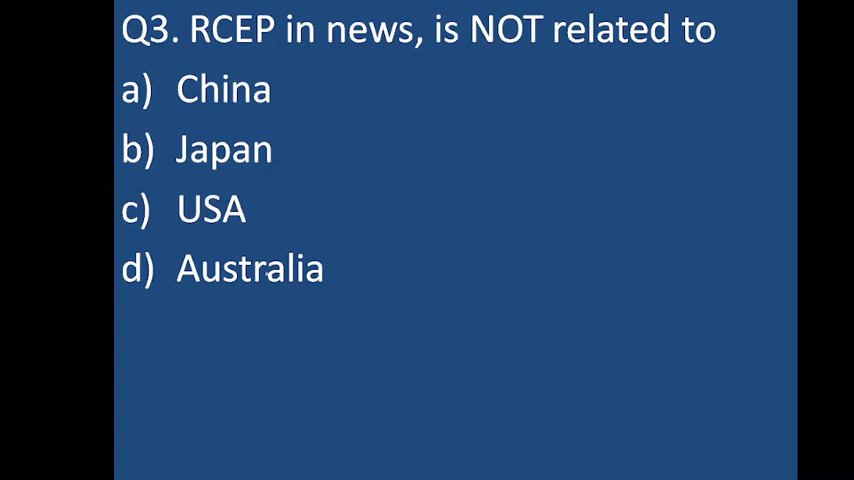 Q3. RCEP in news, is NOT related to
a) China
b) Japan
c) USA
d) Australia